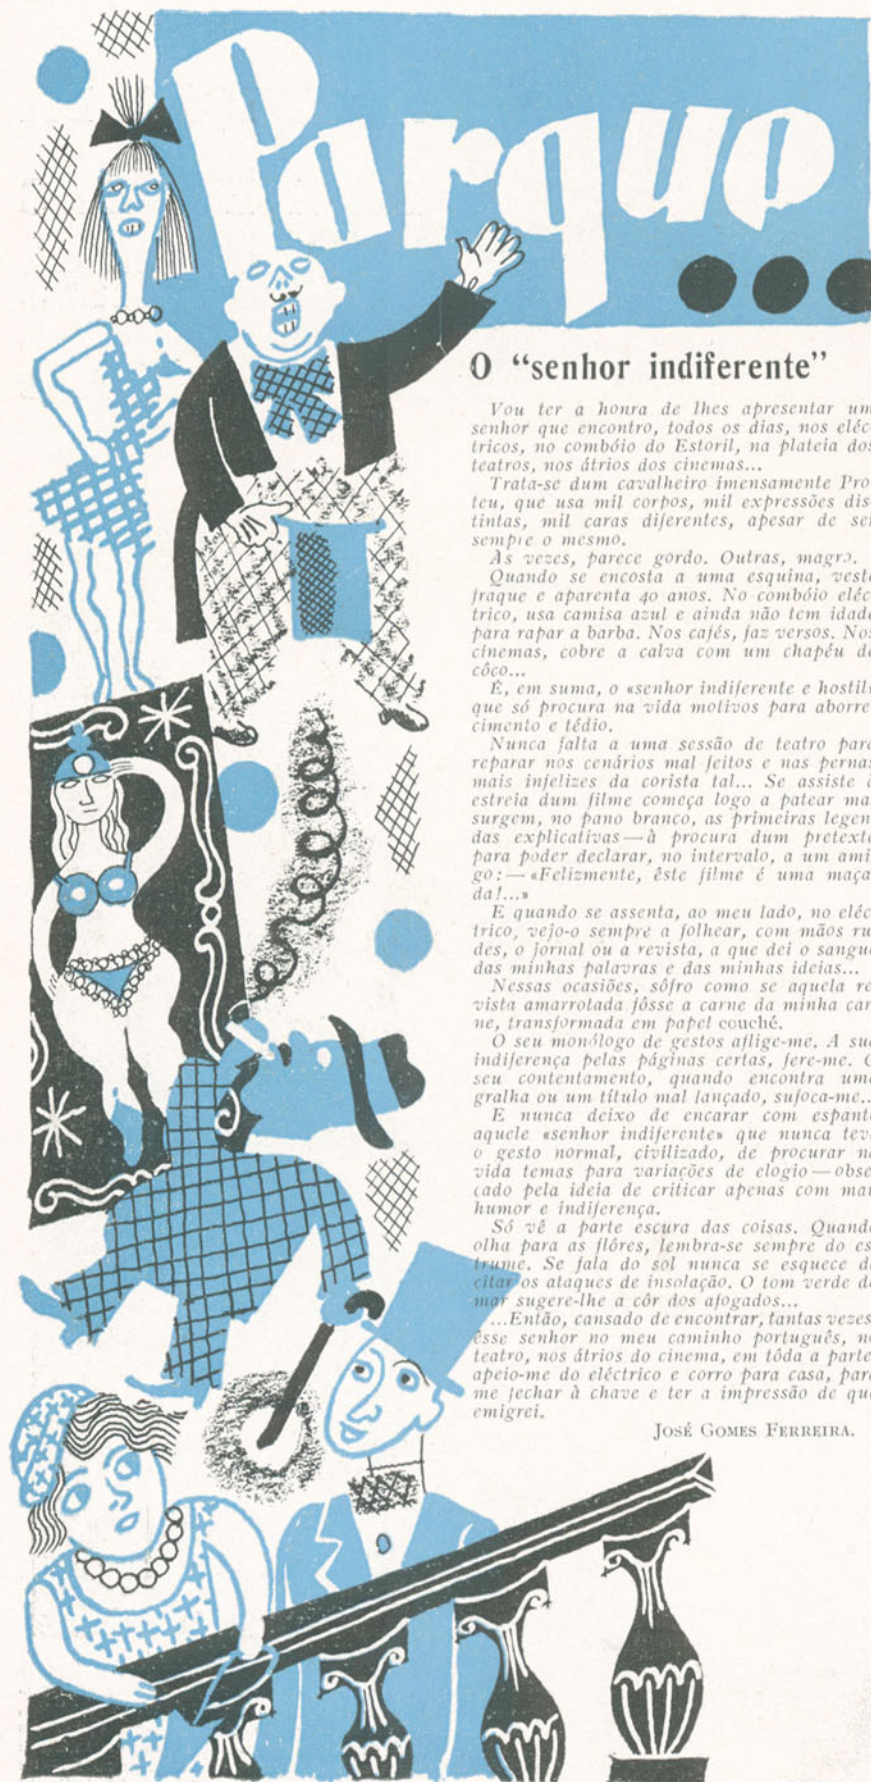 Parque
...
O “senhor indiferente”
Vou ter a honra de lhes apresentar um
senhor que encontro, todos os dias, nos eléc-
tricos, no combóio do Estoril, na plateia dos
teatros, nos átrios dos cinemas...
Trata-se dum cavalheiro imensamente Pro-
teu, que usa mil corpos, mil expressões dis-
tintas, mil caras diferentes, apesar de ser
sempre o mesmo.
As vezes, parece gordo. Outras, magro.
Quando se encosta a uma esquina, veste
fraque e aparenta 40 anos. No combóio eléc-
trico, usa camisa azul e ainda não tem idade
para rapar a barba. Nos cafés, faz versos. Nos
cinemas, cobre a calva com um chapéu de
côco...
É, em suma, o «senhor indiferente e hostil»
que só procura na vida motivos para aborre-
cimento e tédio.
Nunca falta a uma sessão de teatro para
reparar nos cenários mal feitos e nas pernas
mais infelizes da corista tal... Se assiste à
estreia dum filme começa logo a patear mal
surgem, no pano branco, as primeiras legen-
das explicativas—à procura dum pretexto
para poder declarar, no intervalo, a um ami-
go:—«Felizmente, êste filme é uma maça-
da!...»
E quando se assenta, ao meu lado, no eléc-
trico, vejo-o sempre a folhear, com mãos ru-
des, o jornal ou a revista, a que dei o sangue
das minhas palavras e das minhas ideias...
Nessas ocasiões, sôfro como se aquela re-
vista amarrotada fôsse a carne da minha car-
ne, transformada em papel couché.
O seu monólogo de gestos aflige-me. A sua
indiferença pelas páginas certas, fere-me. O
seu contentamento, quando encontra uma
gralha ou um título mal lançado, sufoca-me...
E nunca deixo de encarar com espanto
aquele «senhor indiferente» que nunca teve
o gesto normal, civilizado, de procurar na
vida temas para variações de elogio—obse-
cado pela ideia de criticar apenas com mau
humor e indiferença.
Só vê a parte escura das coisas. Quando
olha para as flôres, lembra-se sempre do es-
trume. Se fala do sol nunca se esquece de
citar os ataques de insolação. O tom verde do
mar sugere-lhe a côr dos afogados...
...Então, cansado de encontrar, tantas vezes,
êsse senhor no meu caminho português, no
teatro, nos átrios do cinema, em tôda a parte,
apeio-me do eléctrico e corro para casa, para
me fechar à chave e ter a impressão de que
emigrei.
JOSÉ GOMES FERREIRA.